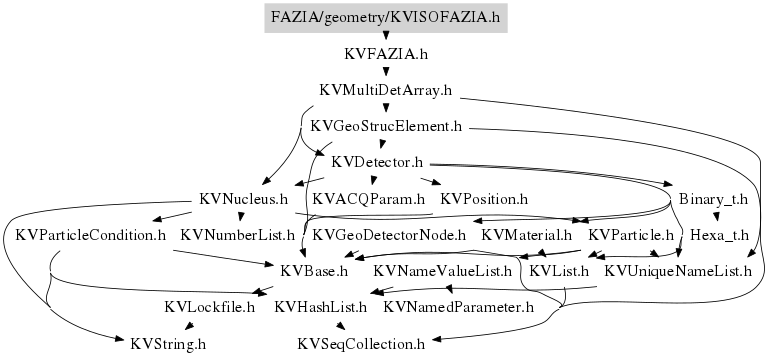 FAZIA/geometry/KVISOFAZIA.h
KVFAZIA.h
KVMultiDetArray.h
KVGeoStrucElement.h
KVDetector.h
KVNucleus.h KVACQParam.h KVPosition.h Binary_t.h
KVParticleCondition.h KVNumberList.h KVGeoDetectorNode.h KVMaterial.h KVParticle.h Hexa_t.h
KVBase.h KVNameValueList.h KVList.h KVUniqueNameList.h
KVLockfile.h KVHashList.h KVNamedParameter.h
KVString.h KVSeqCollection.h